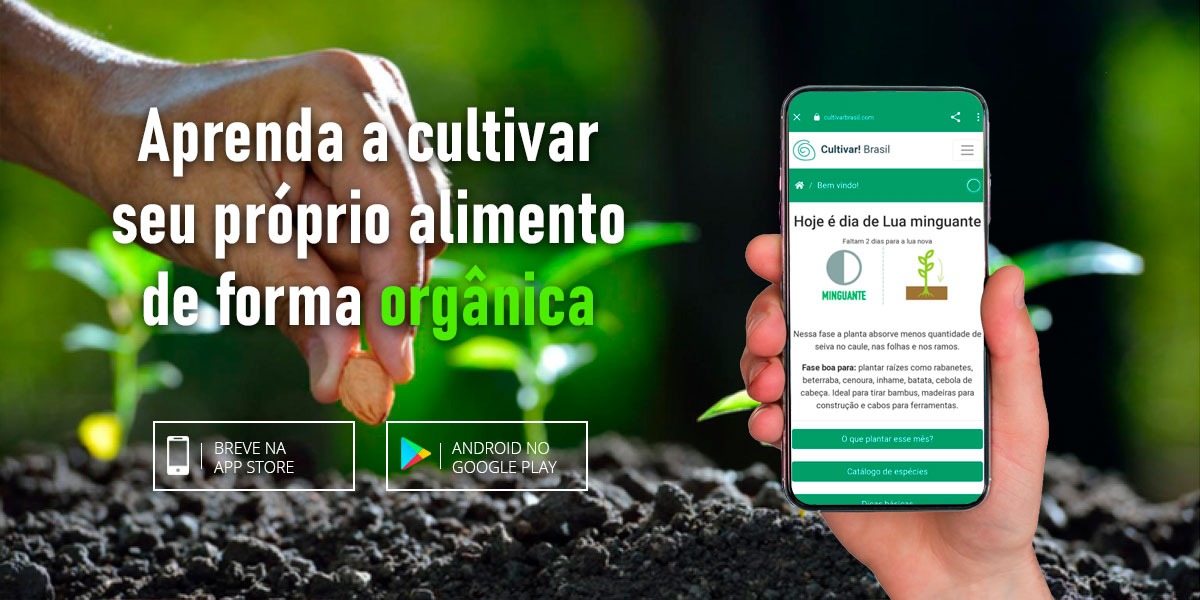 Aprenda a cultivar
seu próprio alimento
de forma orgânica
BREVE NA
APP STORE
ANDROID NO
GOOGLE PLAY
cultivarbrasil.com
Cultivar! Brasil
/ Bem vindo!
Hoje é dia de Lua minguante
Faltam 2 dias para a lua nova
MINGUANTE
Nessa fase a planta absorve menos quantidade de
seiva no caule, nas folhas e nos ramos.
Fase boa para: plantar raízes como rabanetes,
beterraba, cenoura, inhame, batata, cebola de
cabeça. Ideal para tirar bambus, madeiras para
construção e cabos para ferramentas.
O que plantar esse mês?
Catálogo de espécies
Dicas básicas